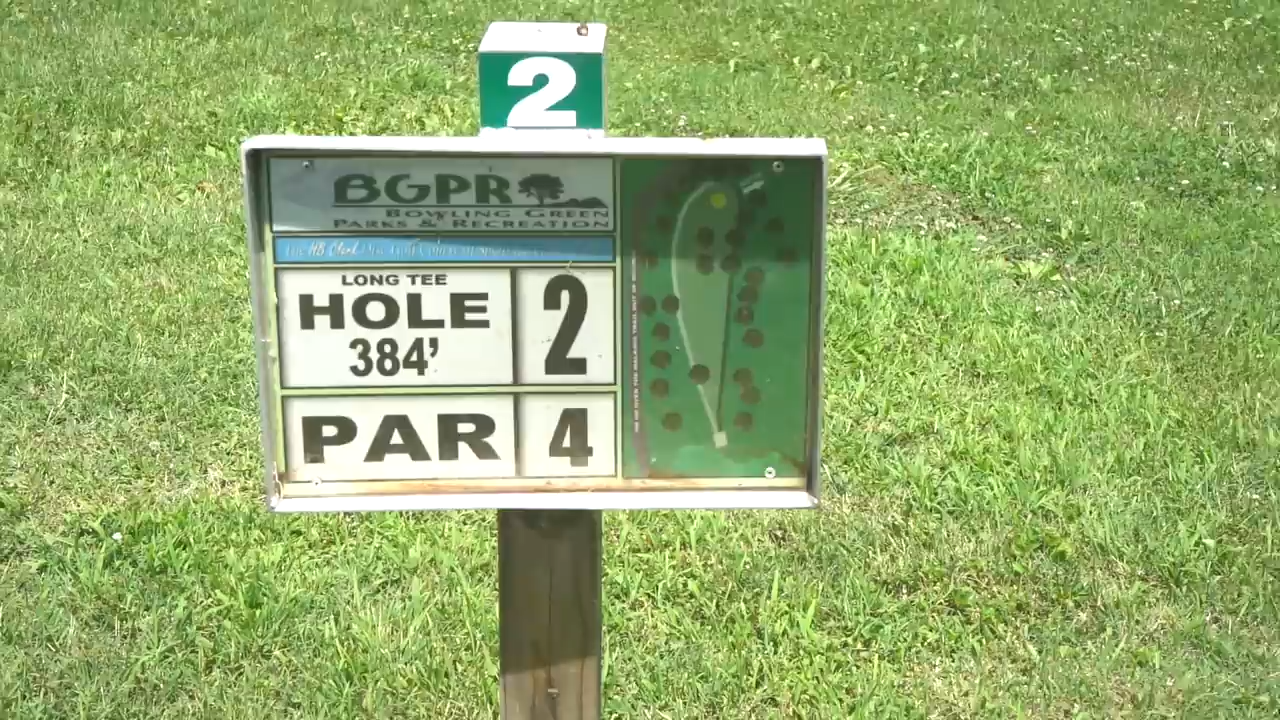 2
BGPR
BOWLING GREEN
PARKS & RECREATION
LONG TEE
HOLE 2
384’
PAR 4